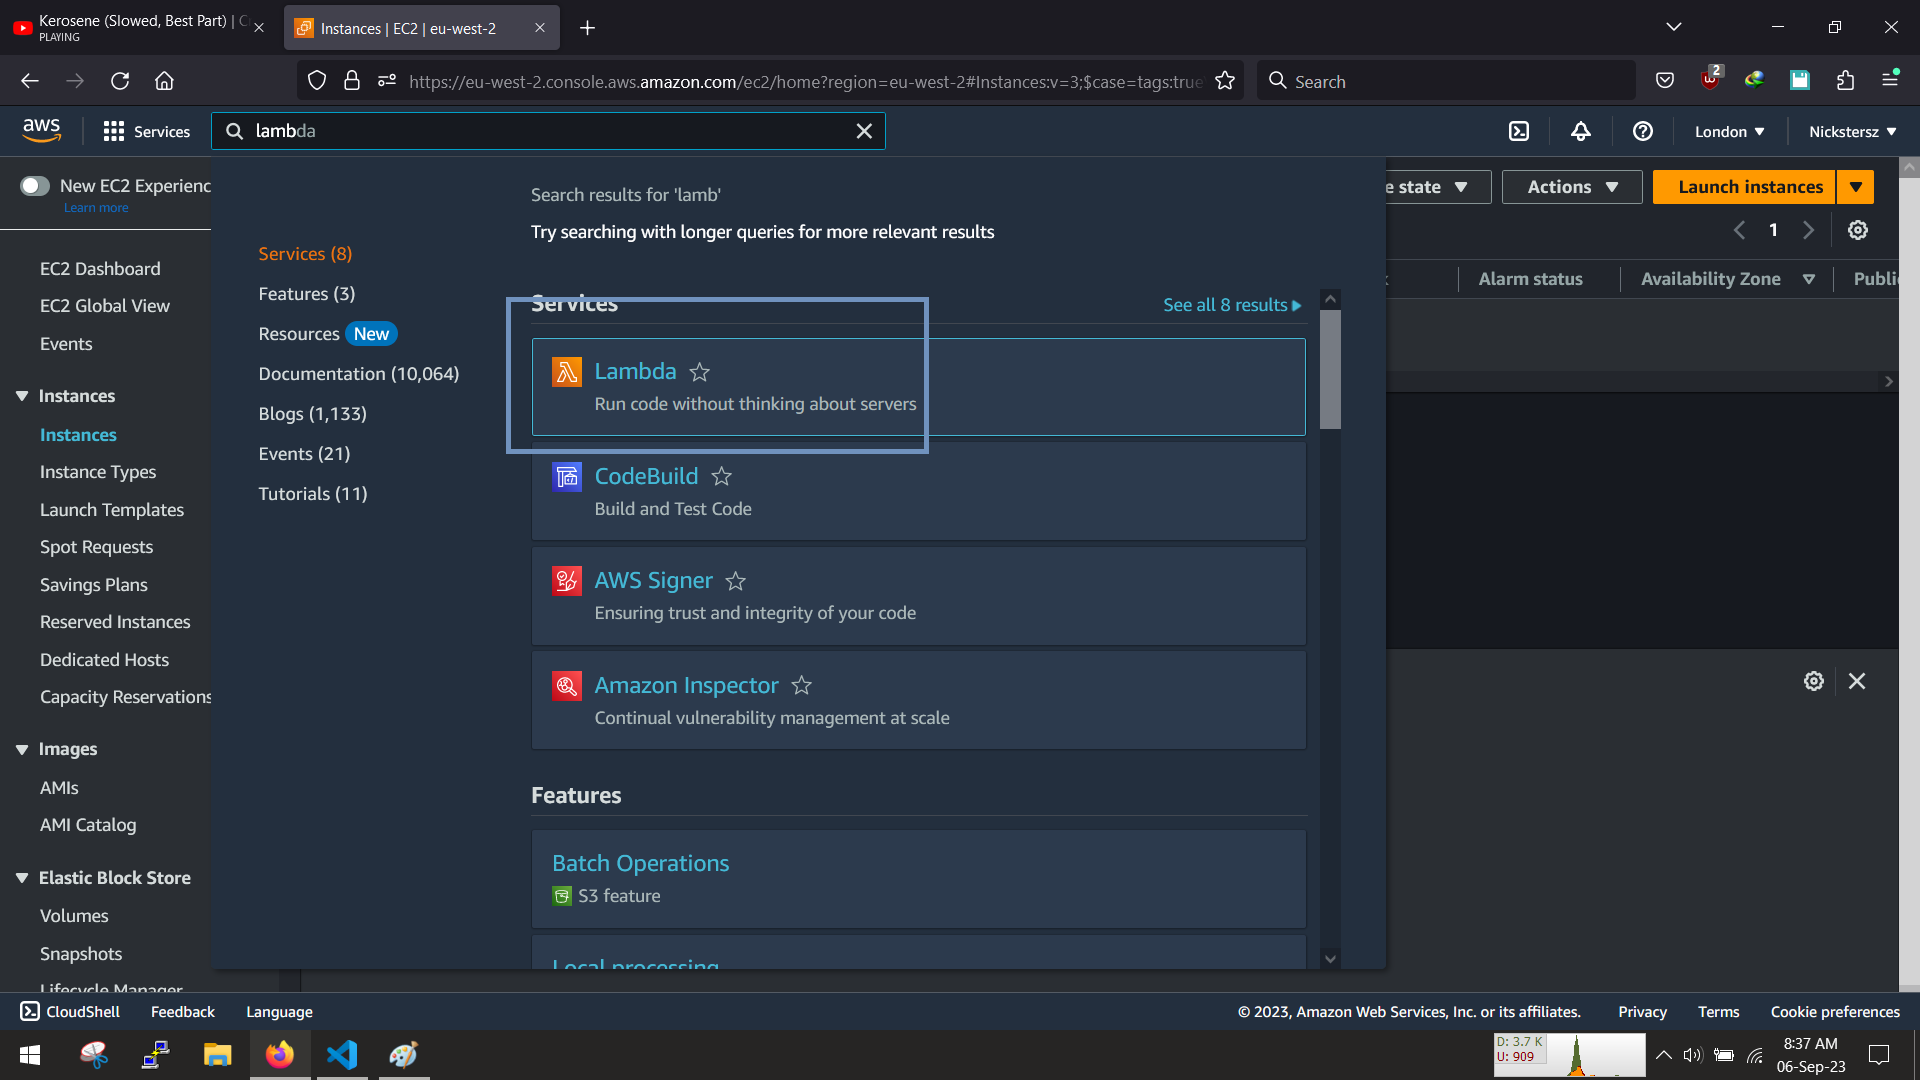 Kerosene (Slowed, Best Part) | C
PLAYING
Instances | EC2 | eu-west-2
https://eu-west-2.console.aws.amazon.com/ec2/home?region=eu-west-2#Instances:v=3;$case=tags:true
Search
2
aws
Services
lambda
London
Nickstersz
New EC2 Experienc
Learn more
EC2 Dashboard
EC2 Global View
Events
Instances
Instances
Instance Types
Launch Templates
Spot Requests
Savings Plans
Reserved Instances
Dedicated Hosts
Capacity Reservations
Images
AMIs
AMI Catalog
Elastic Block Store
Volumes
Snapshots
Lifecycle Manager
Services (8)
Features (3)
Resources New
Documentation (10,064)
Blogs (1,133)
Events (21)
Tutorials (11)
Search results for 'lamb'
Try searching with longer queries for more relevant results
Services
See all 8 results
Lambda
Run code without thinking about servers
CodeBuild
Build and Test Code
AWS Signer
Ensuring trust and integrity of your code
Amazon Inspector
Continual vulnerability management at scale
Features
Batch Operations
S3 feature
Local processing
e state
Actions
Launch instances
1
Alarm status
Availability Zone
Public
CloudShell
Feedback
Language
© 2023, Amazon Web Services, Inc. or its affiliates.
Privacy
Terms
Cookie preferences
D: 3.7 K
U: 909
8:37 AM
06-Sep-23